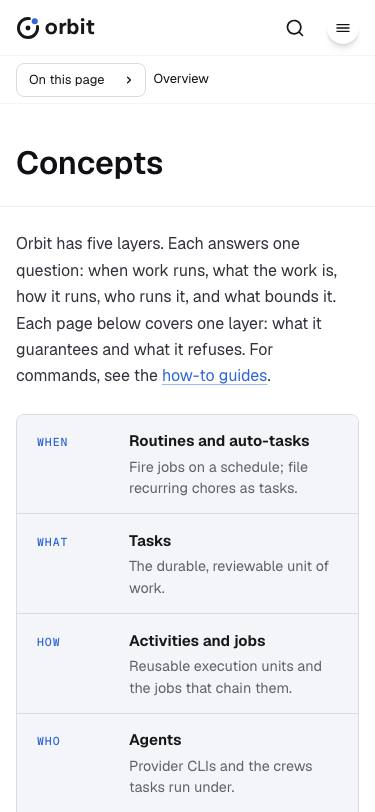 orbit
On this page
Overview
Concepts
Orbit has five layers. Each answers one
question: when work runs, what the work is,
how it runs, who runs it, and what bounds it.
Each page below covers one layer: what it
guarantees and what it refuses. For
commands, see the how-to guides.
WHEN
Routines and auto-tasks
Fire jobs on a schedule; file
recurring chores as tasks.
WHAT
Tasks
The durable, reviewable unit of
work.
HOW
Activities and jobs
Reusable execution units and
the jobs that chain them.
WHO
Agents
Provider CLIs and the crews
tasks run under.